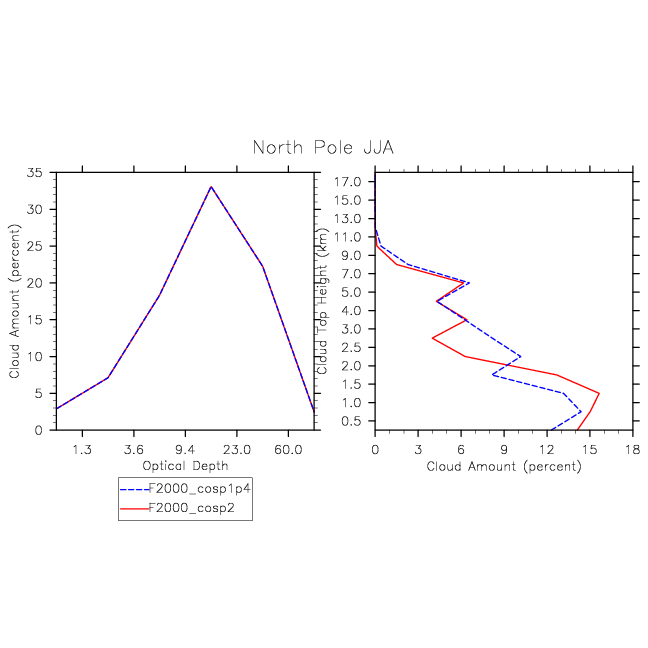 North Pole JJA
Cloud Amount (percent)
35
30
25
20
15
10
5
0
1.3 3.6 9.4 23.0 60.0
Optical Depth
Cloud Top Height (km)
17.0
15.0
13.0
11.0
9.0
7.0
5.0
4.0
3.0
2.5
2.0
1.5
1.0
0.5
0 3 6 9 12 15 18
Cloud Amount (percent)
F2000_cosp1p4
F2000_cosp2